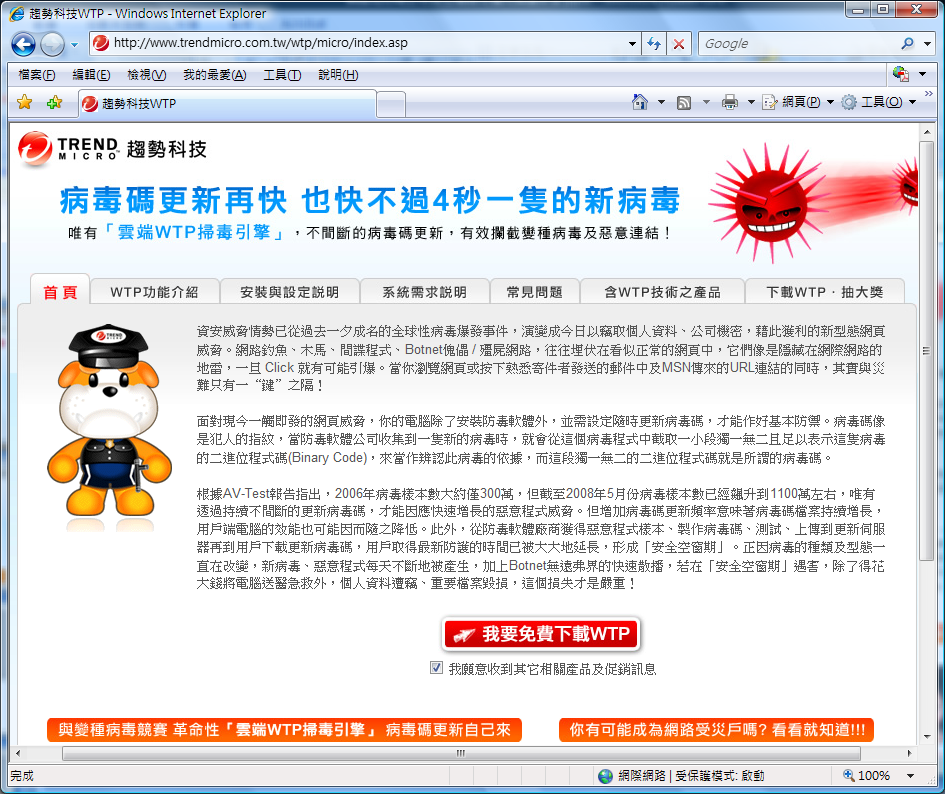 趨勢科技WTP - Windows Internet Explorer
http://www.trendmicro.com.tw/wtp/micro/index.asp
Google
檔案(F) 編輯(E) 檢視(V) 我的最愛(A) 工具(T) 說明(H)
趨勢科技WTP
網頁(P) 工具(O)
TREND MICRO 趨勢科技
病毒碼更新再快 也快不過4秒一隻的新病毒
唯有「雲端WTP掃毒引擎」，不間斷的病毒碼更新，有效攔截變種病毒及惡意連結！
首頁 WTP功能介紹 安裝與設定說明 系統需求說明 常見問題 含WTP技術之產品 下載WTP‧抽大獎
資安威脅情勢已從過去一夕成名的全球性病毒爆發事件，演變成今日以竊取個人資料、公司機密，藉此獲利的新型態網頁
威脅。網路釣魚、木馬、間諜程式、Botnet傀儡 / 殭屍網路，往往埋伏在看似正常的網頁中，它們像是隱藏在網際網路的
地雷，一旦 Click 就有可能引爆。當你瀏覽網頁或按下熟悉寄件者發送的郵件中及MSN傳來的URL連結的同時，其實與災
難只有一“鍵”之隔！
面對現今一觸即發的網頁威脅，你的電腦除了安裝防毒軟體外，並需設定隨時更新病毒碼，才能作好基本防禦。病毒碼像
是犯人的指紋，當防毒軟體公司收集到一隻新的病毒時，就會從這個病毒程式中截取一小段獨一無二且足以表示這隻病毒
的二進位程式碼(Binary Code)，來當作辨認此病毒的依據，而這段獨一無二的二進位程式碼就是所謂的病毒碼。
根據AV-Test報告指出，2006年病毒樣本數大約僅300萬，但截至2008年5月份病毒樣本數已經飆升到1100萬左右，唯有
透過持續不間斷的更新病毒碼，才能因應快速增長的惡意程式威脅。但增加病毒碼更新頻率意味著病毒碼檔案持續增長，
用戶端電腦的效能也可能因而隨之降低。此外，從防毒軟體廠商獲得惡意程式樣本、製作病毒碼、測試、上傳到更新伺服
器再到用戶下載更新病毒碼，用戶取得最新防護的時間已被大大地延長，形成「安全空窗期」。正因病毒的種類及型態一
直在改變，新病毒、惡意程式每天不斷地被產生，加上Botnet無遠弗界的快速散播，若在「安全空窗期」遇害，除了得花
大錢將電腦送醫急救外，個人資料遭竊、重要檔案毀損，這個損失才是嚴重！
我要免費下載WTP
我願意收到其它相關產品及促銷訊息
與變種病毒競賽 革命性「雲端WTP掃毒引擎」 病毒碼更新自己來
你有可能成為網路受災戶嗎? 看看就知道!!!
完成
網際網路 | 受保護模式: 啟動
100%